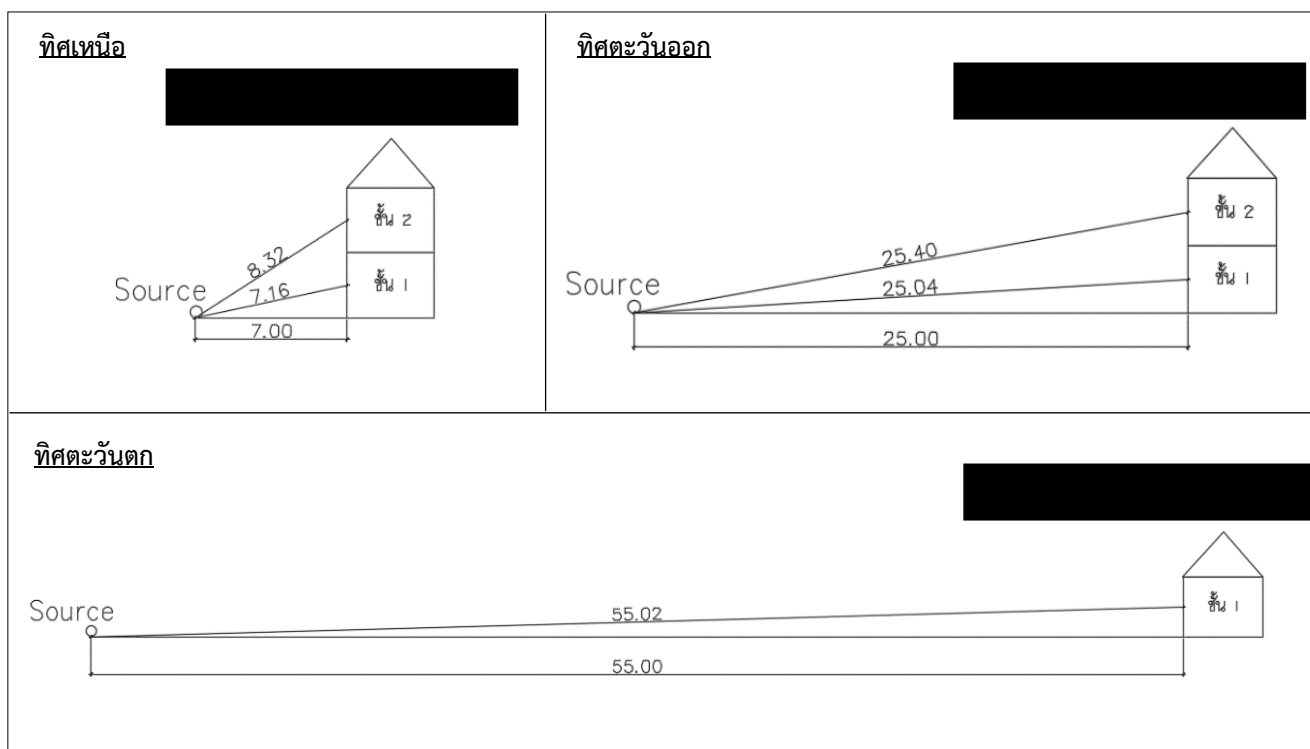 ทิศเหนือ
ชั้น 2
8.32
Source
7.16
ชั้น 1
7.00
ทิศตะวันออก
ชั้น 2
25.40
Source
25.04
ชั้น 1
25.00
ทิศตะวันตก
Source
55.02
ชั้น 1
55.00